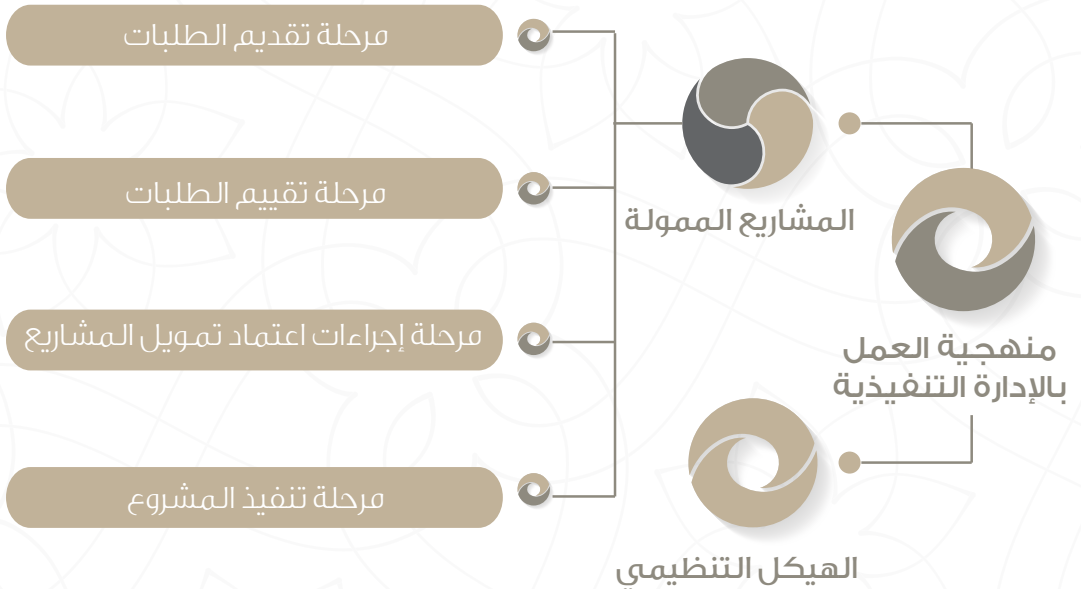 منهجية العمل
بالإدارة التنفيذية
المشاريع الممولة
مرحلة تقديم الطلبات
مرحلة تقييم الطلبات
مرحلة إجراءات اعتماد تمويل المشاريع
مرحلة تنفيذ المشروع
الهيكل التنظيمي